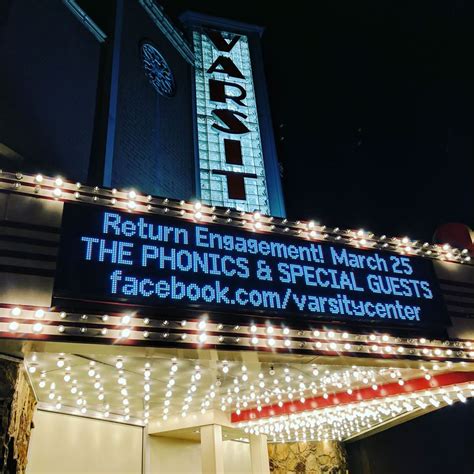 VARSIT
Return Engagement! March 25
THE PHONICS & SPECIAL GUESTS
facebook.com/varsitycenter